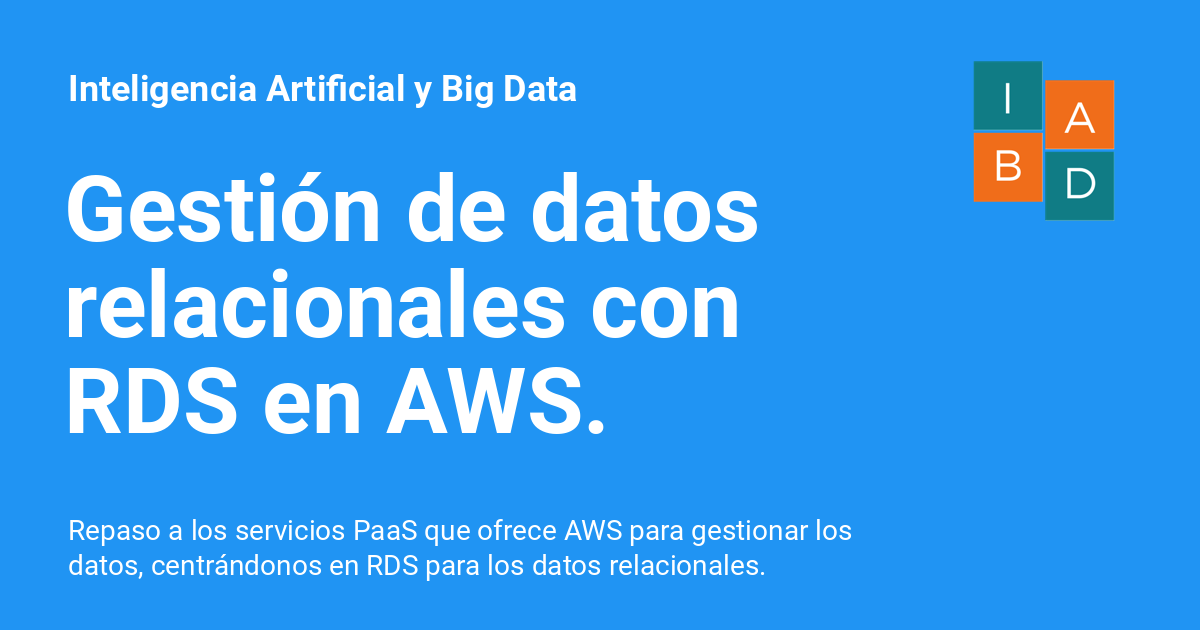 Inteligencia Artificial y Big Data
I A
B D
Gestión de datos
relacionales con
RDS en AWS.
Repaso a los servicios PaaS que ofrece AWS para gestionar los
datos, centrándonos en RDS para los datos relacionales.